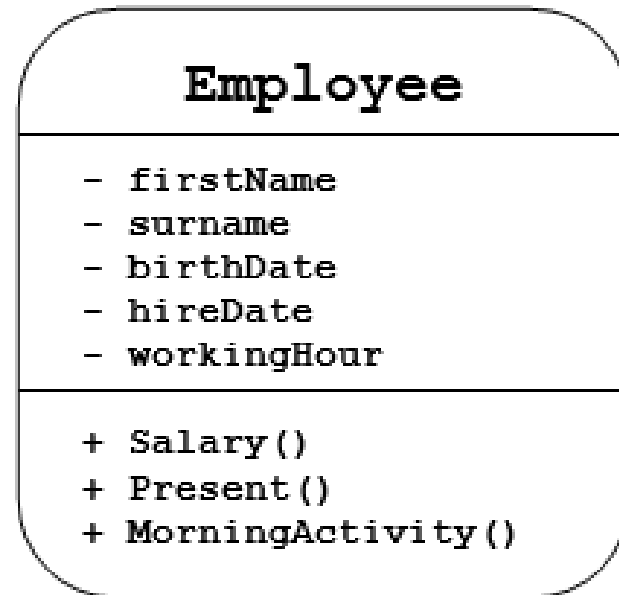 Employee
- firstName
- surname
- birthDate
- hireDate
- workingHour
+ Salary()
+ Present()
+ MorningActivity()